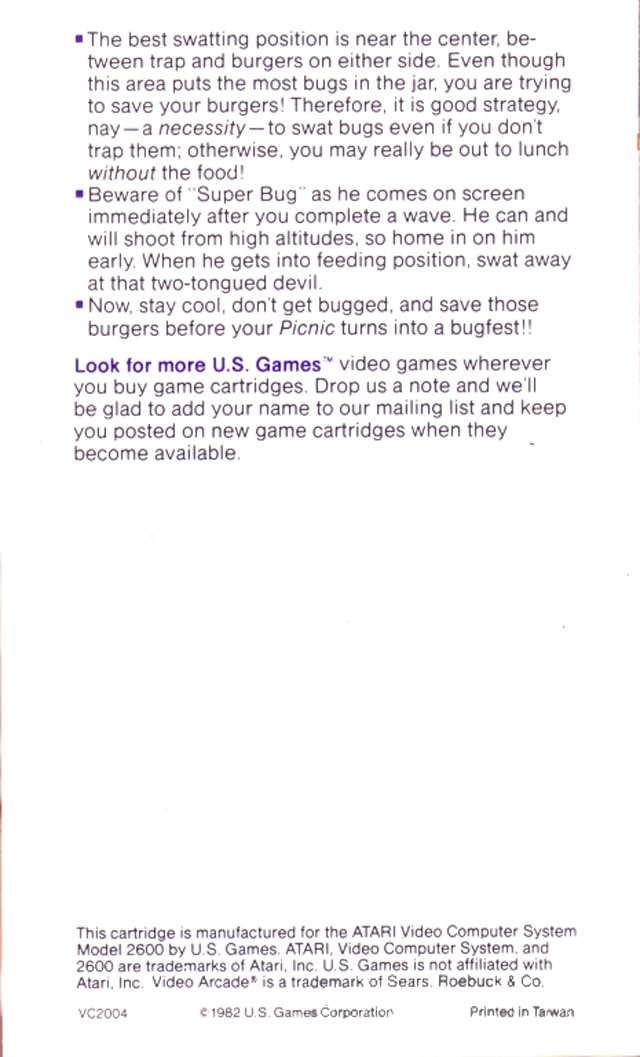 ▪ The best swatting position is near the center, be-
tween trap and burgers on either side. Even though
this area puts the most bugs in the jar, you are trying
to save your burgers! Therefore, it is good strategy,
nay—a necessity—to swat bugs even if you don't
trap them; otherwise, you may really be out to lunch
without the food!
▪ Beware of "Super Bug" as he comes on screen
immediately after you complete a wave. He can and
will shoot from high altitudes, so home in on him
early. When he gets into feeding position, swat away
at that two-tongued devil.
▪ Now, stay cool, don't get bugged, and save those
burgers before your Picnic turns into a bugfest!!
Look for more U.S. Games™ video games wherever
you buy game cartridges. Drop us a note and we'll
be glad to add your name to our mailing list and keep
you posted on new game cartridges when they
become available.
This cartridge is manufactured for the ATARI Video Computer System
Model 2600 by U.S. Games. ATARI, Video Computer System, and
2600 are trademarks of Atari, Inc. U.S. Games is not affiliated with
Atari, Inc. Video Arcade® is a trademark of Sears. Roebuck & Co.
VC2004 © 1982 U.S. Games Corporation Printed in Taiwan